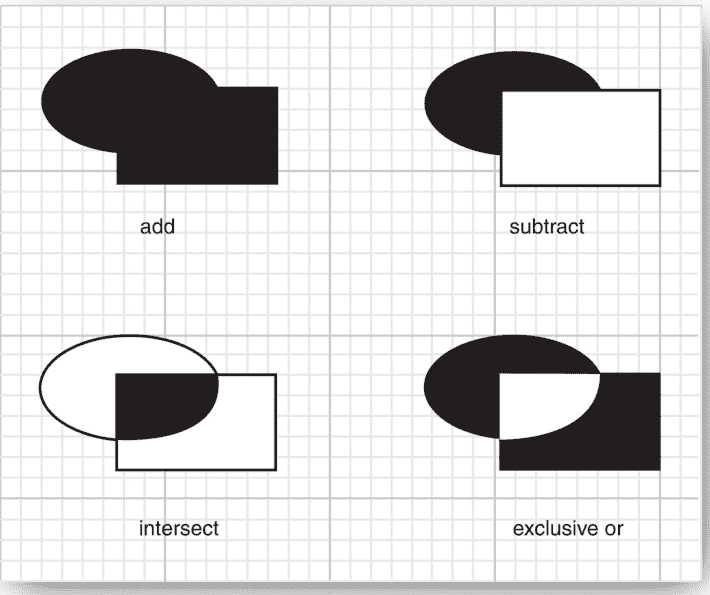 add
subtract
intersect
exclusive or